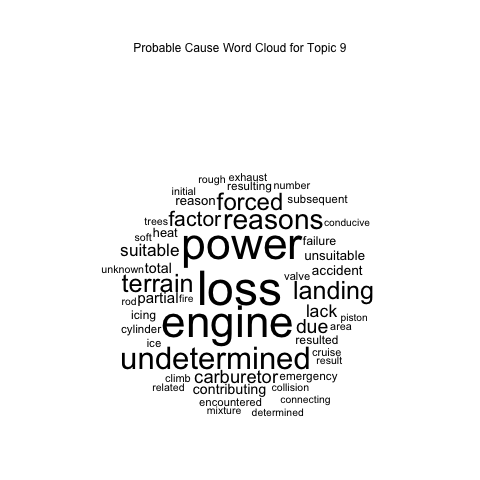 Probable Cause Word Cloud for Topic 9
rough exhaust
resulting number
initial
reason forced subsequent
trees factor reasons conducive
soft heat power failure
suitable unsuitable
unknown total valve accident
terrain loss landing
rod partial fire
icing engine lack piston
cylinder due area
ice resulted
undetermined cruise
result
climb carburetor emergency
related contributing collision
encountered connecting
mixture determined